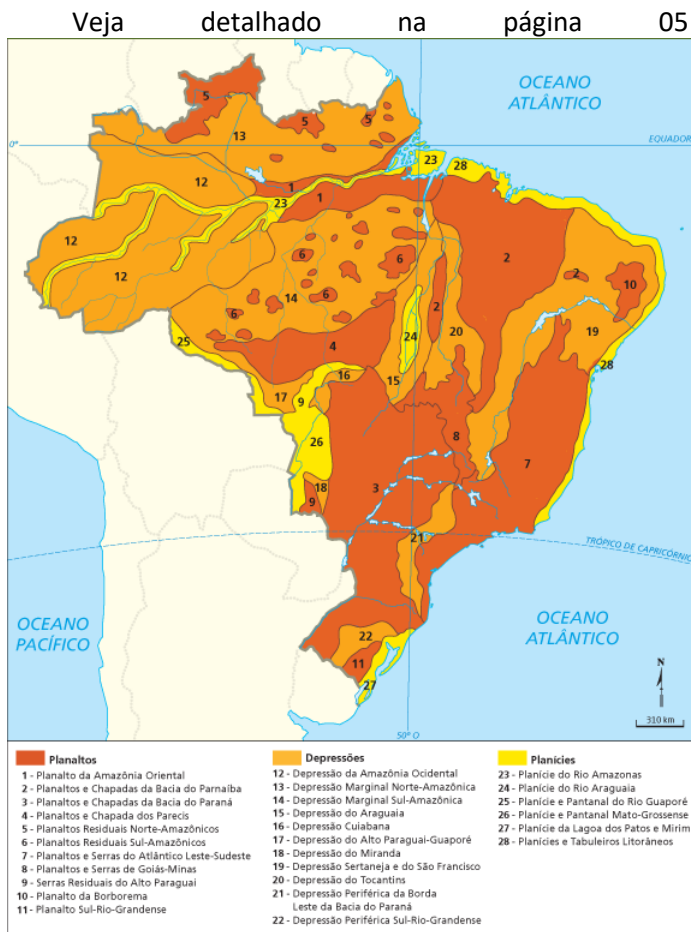 Veja detalhado na página 05
OCEANO
ATLÂNTICO
EQUADOR
0°
5
5
5
13
12
1
1
23
23
28
12
12
6
6
14
6
6
2
2
2
10
19
28
25
4
24
20
15
16
17
9
26
8
7
3
18
9
21
TRÓPICO DE CAPRICÓRNIO
OCEANO
PACÍFICO
OCEANO
ATLÂNTICO
22
11
27
N
310 km
50° O
Planaltos
1 - Planalto da Amazônia Oriental
2 - Planaltos e Chapadas da Bacia do Parnaíba
3 - Planaltos e Chapadas da Bacia do Paraná
4 - Planaltos e Chapada dos Parecis
5 - Planaltos Residuais Norte-Amazônicos
6 - Planaltos Residuais Sul-Amazônicos
7 - Planaltos e Serras do Atlântico Leste-Sudeste
8 - Planaltos e Serras de Goiás-Minas
9 - Serras Residuais do Alto Paraguai
10 - Planalto da Borborema
11 - Planalto Sul-Rio-Grandense
Depressões
12 - Depressão da Amazônia Ocidental
13 - Depressão Marginal Norte-Amazônica
14 - Depressão Marginal Sul-Amazônica
15 - Depressão do Araguaia
16 - Depressão Cuiabana
17 - Depressão do Alto Paraguai-Guaporé
18 - Depressão do Miranda
19 - Depressão Sertaneja e do São Francisco
20 - Depressão do Tocantins
21 - Depressão Periférica da Borda
Leste da Bacia do Paraná
22 - Depressão Periférica Sul-Rio-Grandense
Planícies
23 - Planície do Rio Amazonas
24 - Planície do Rio Araguaia
25 - Planície e Pantanal do Rio Guaporé
26 - Planície e Pantanal Mato-Grossense
27 - Planície da Lagoa dos Patos e Mirim
28 - Planícies e Tabuleiros Litorâneos